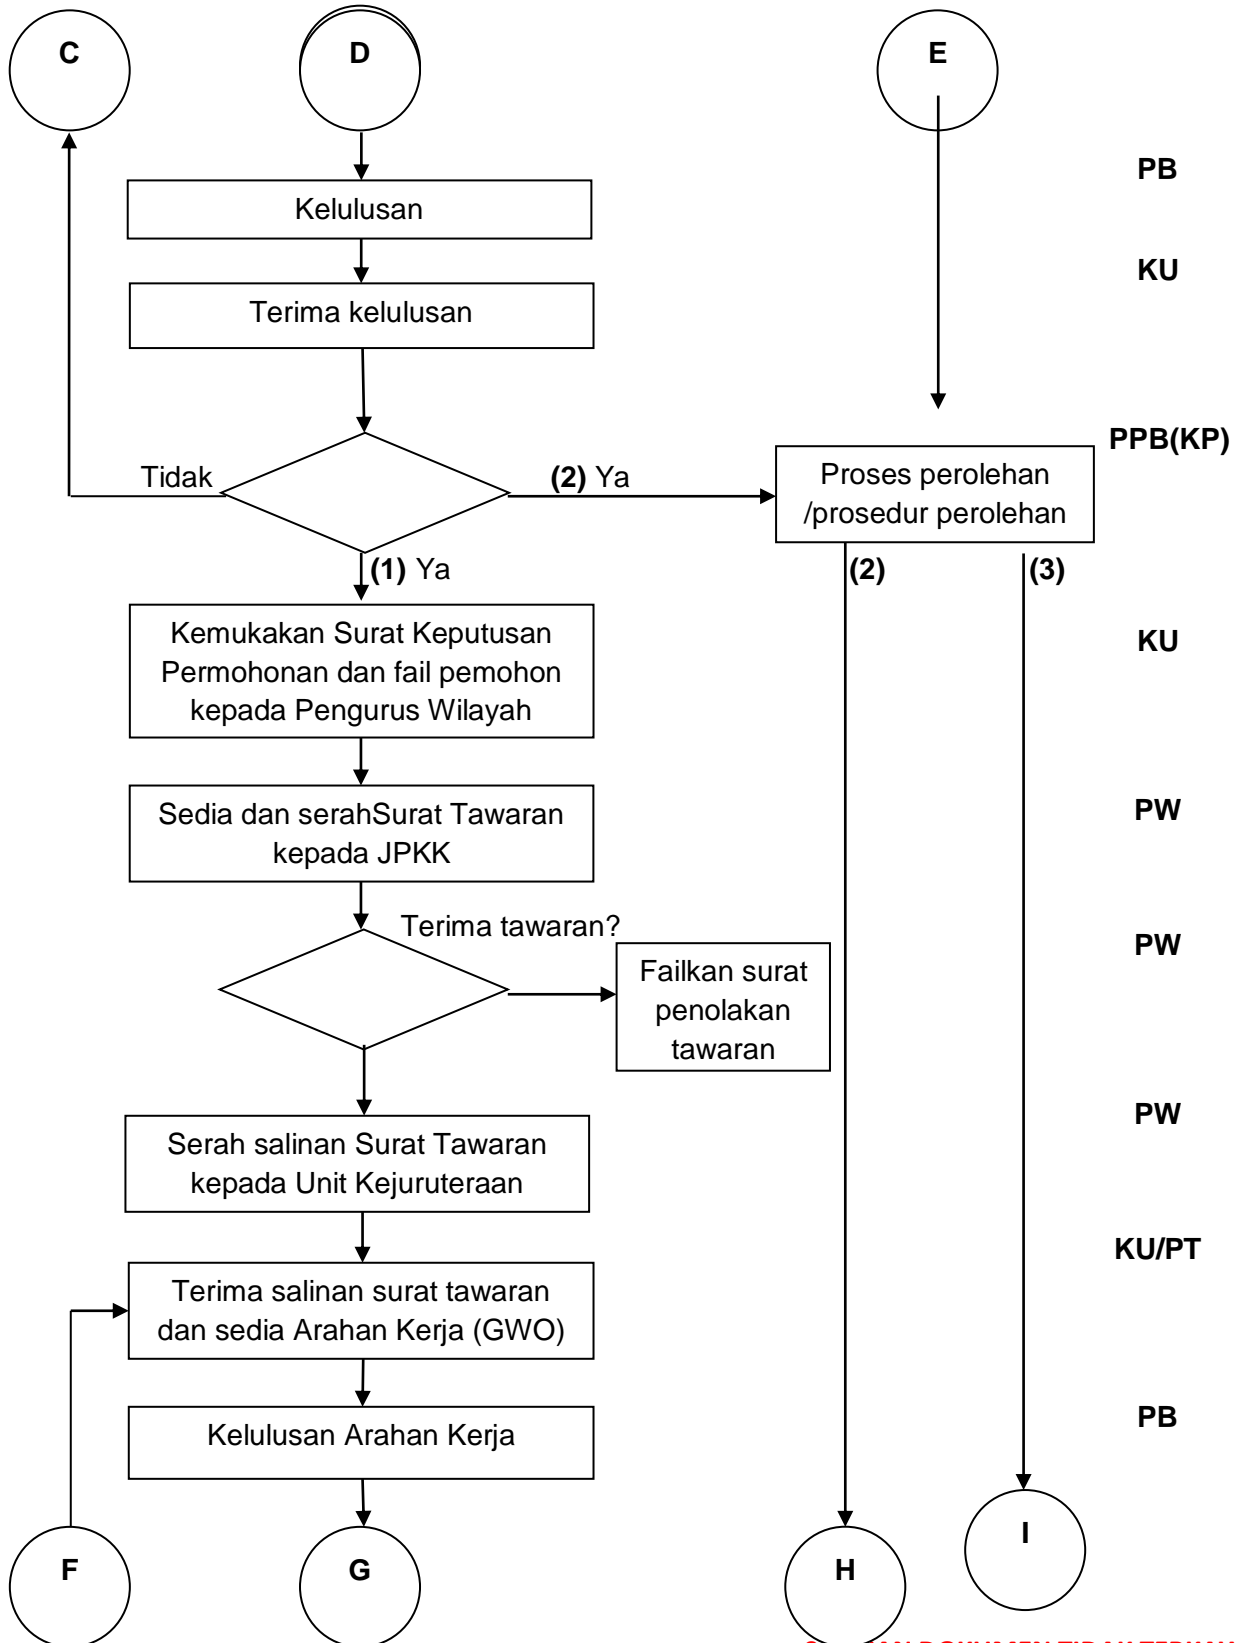 C
D
E
PB
Kelulusan
KU
Terima kelulusan
PPB(KP)
Tidak
(2) Ya
Proses perolehan
/prosedur perolehan
(1) Ya
(2)
(3)
Kemukakan Surat Keputusan
Permohonan dan fail pemohon
kepada Pengurus Wilayah
KU
Sedia dan serahSurat Tawaran
kepada JPKK
PW
Terima tawaran?
Failkan surat
penolakan
tawaran
PW
Serah salinan Surat Tawaran
kepada Unit Kejuruteraan
PW
Terima salinan surat tawaran
dan sedia Arahan Kerja (GWO)
KU/PT
Kelulusan Arahan Kerja
PB
F
G
H
I